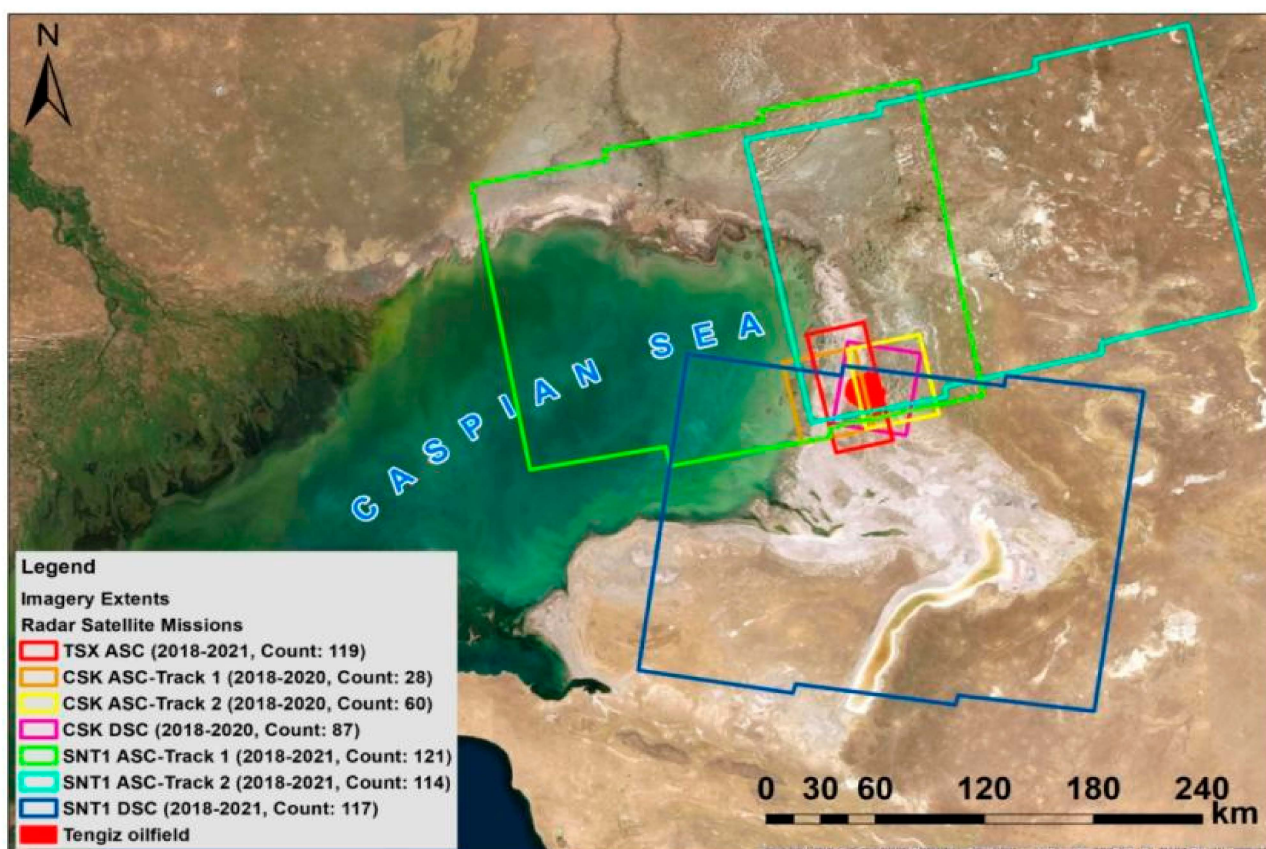 N
CASPIAN SEA
Legend
Imagery Extents
Radar Satellite Missions
TSX ASC (2018-2021, Count: 119)
CSK ASC-Track 1 (2018-2020, Count: 28)
CSK ASC-Track 2 (2018-2020, Count: 60)
CSK DSC (2018-2020, Count: 87)
SNT1 ASC-Track 1 (2018-2021, Count: 121)
SNT1 ASC-Track 2 (2018-2021, Count: 114)
SNT1 DSC (2018-2021, Count: 117)
Tengiz oilfield
0 30 60 120 180 240
km